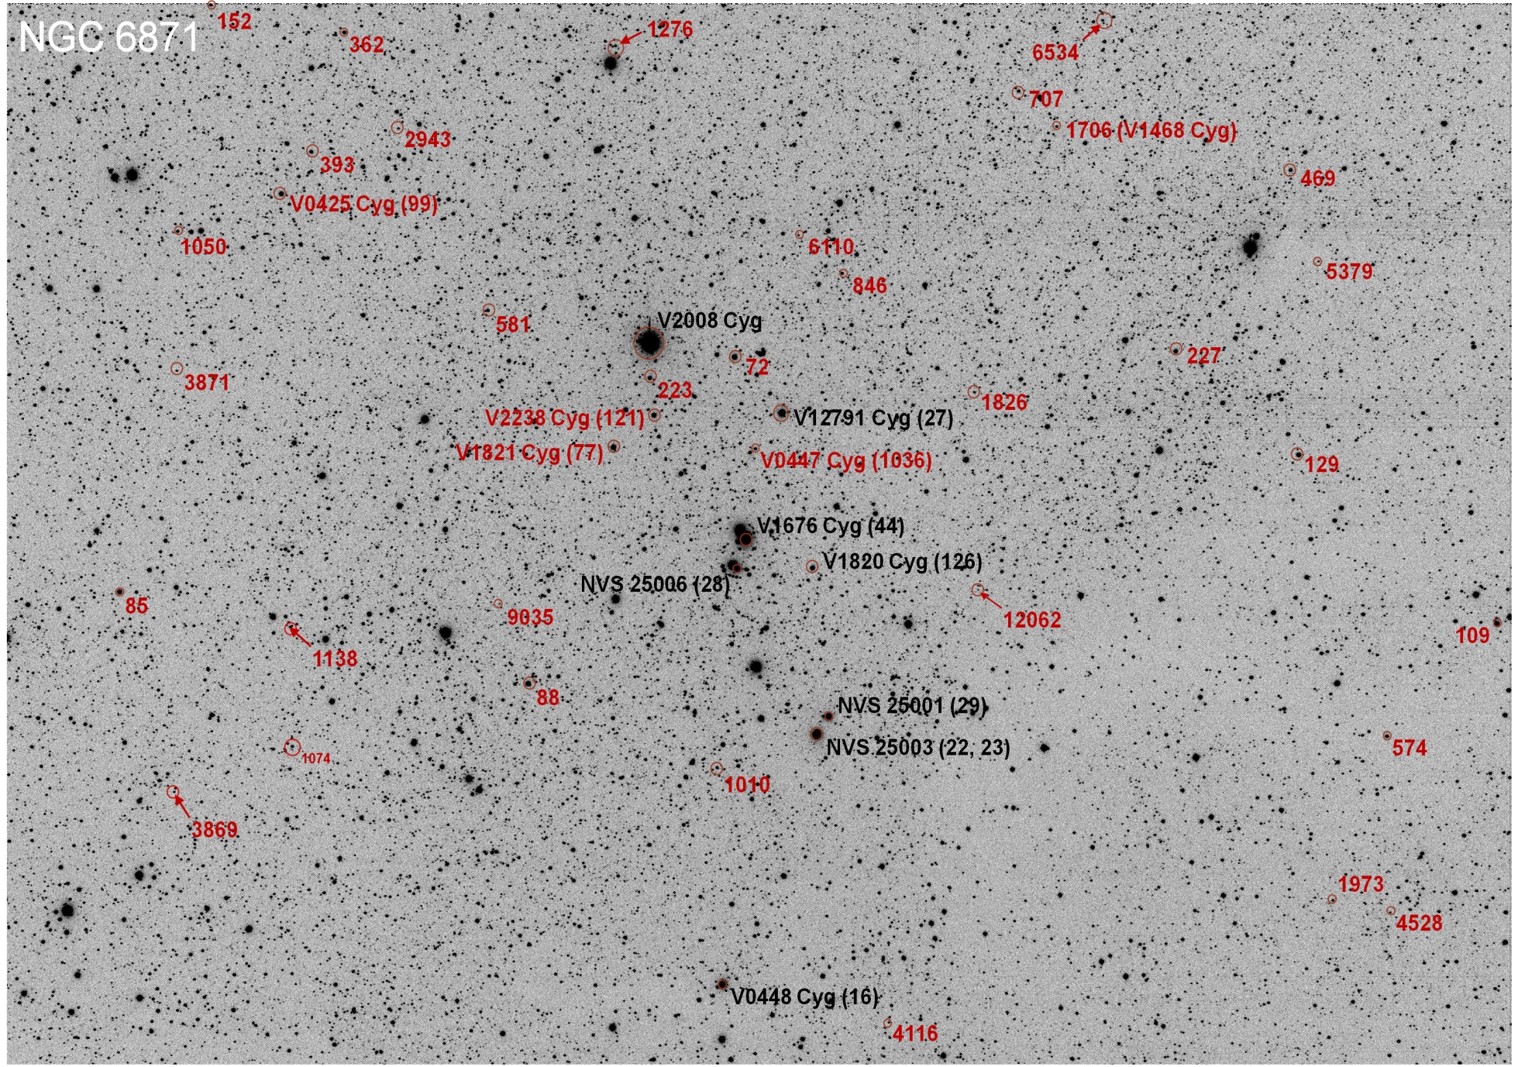 NGC 6871
152
362
1276
6534
707
1706 (V1468 Cyg)
2943
393
469
V0425 Cyg (99)
1050
6110
5379
846
581
V2008 Cyg
72
227
3871
223
1826
V2238 Cyg (121)
V12791 Cyg (27)
V1821 Cyg (77)
V0447 Cyg (1036)
129
V1676 Cyg (44)
V1820 Cyg (126)
NVS 25006 (28)
85
9035
12062
109
1138
88
NVS 25001 (29)
NVS 25003 (22, 23)
574
1074
1010
3869
1973
4528
V0448 Cyg (16)
4116